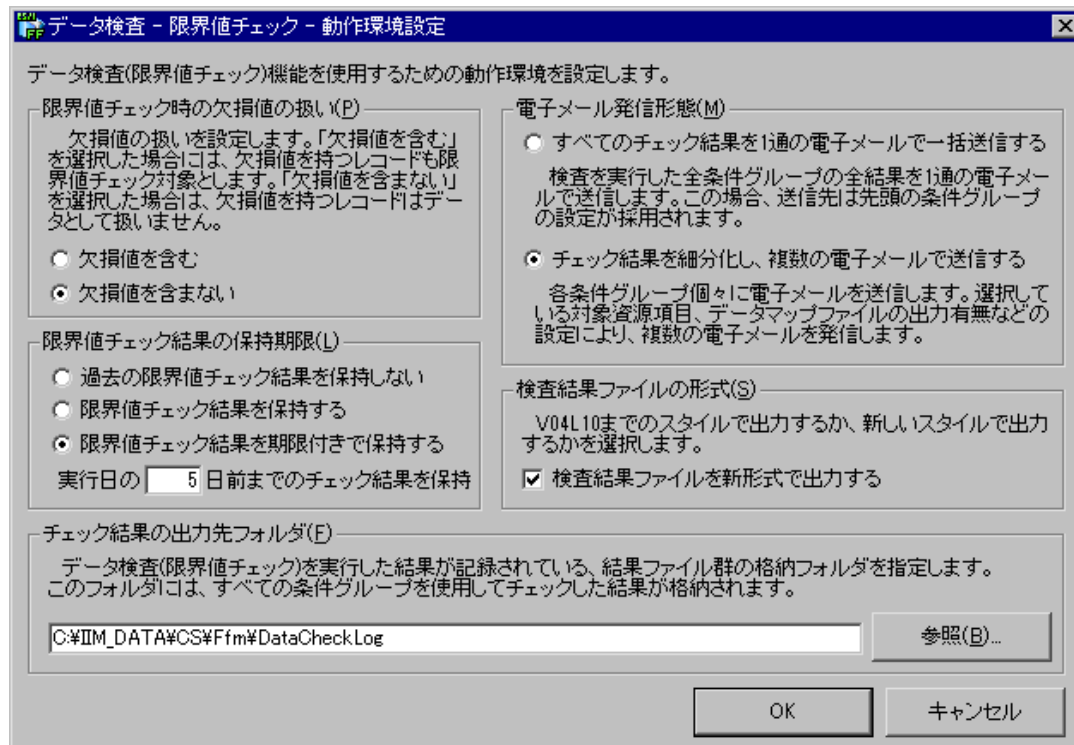 データ検査 - 限界値チェック - 動作環境設定
データ検査(限界値チェック)機能を使用するための動作環境を設定します。
限界値チェック時の欠損値の扱い(P)
欠損値の扱いを設定します。「欠損値を含む」
を選択した場合には、欠損値を持つレコードも限
界値チェック対象とします。「欠損値を含まない」
を選択した場合は、欠損値を持つレコードはデー
タとして扱いません。
欠損値を含む
欠損値を含まない
限界値チェック結果の保持期限(L)
過去の限界値チェック結果を保持しない
限界値チェック結果を保持する
限界値チェック結果を期限付きで保持する
実行日の 5 日前までのチェック結果を保持
電子メール発信形態(M)
すべてのチェック結果を1通の電子メールで一括送信する
検査を実行した全条件グループの全結果を1通の電子メー
ルで送信します。この場合、送信先は先頭の条件グループ
の設定が採用されます。
チェック結果を細分化し、複数の電子メールで送信する
各条件グループ個々に電子メールを送信します。選択して
いる対象資源項目、データマップファイルの出力有無などの
設定により、複数の電子メールを発信します。
検査結果ファイルの形式(S)
V04L10までのスタイルで出力するか、新しいスタイルで出力
するかを選択します。
検査結果ファイルを新形式で出力する
チェック結果の出力先フォルダ(F)
データ検査(限界値チェック)を実行した結果が記録されている、結果ファイル群の格納フォルダを指定します。
このフォルダには、すべての条件グループを使用してチェックした結果が格納されます。
C:¥IIM_DATA¥CS¥Ffm¥DataCheckLog
参照(B)...
OK
キャンセル